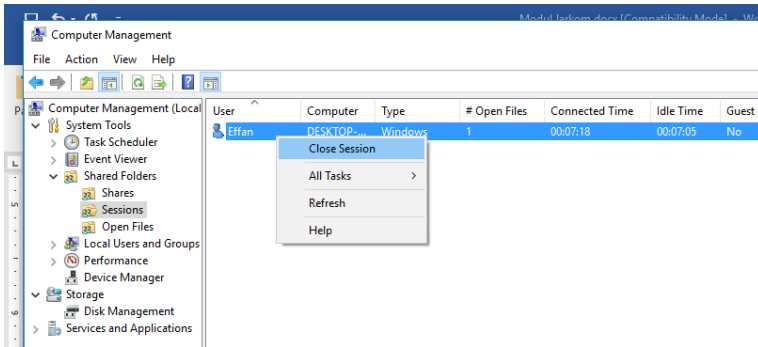 Modul Jarkom.docx [Compatibility Mode] - Wo
Computer Management
File Action View Help
Computer Management (Local
System Tools
Task Scheduler
Event Viewer
Shared Folders
Shares
Sessions
Open Files
Local Users and Groups
Performance
Device Manager
Storage
Disk Management
Services and Applications
User Computer Type # Open Files Connected Time Idle Time Guest
Effan DESKTOP-... Windows 1 00:07:18 00:07:05 No
Close Session
All Tasks
Refresh
Help